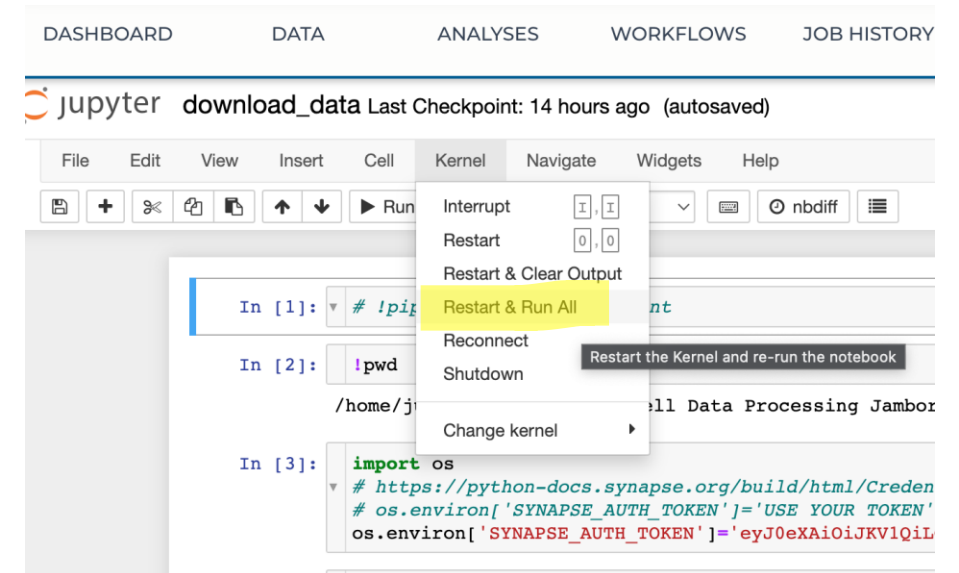 DASHBOARD DATA ANALYSES WORKFLOWS JOB HISTORY
jupyter download_data Last Checkpoint: 14 hours ago (autosaved)
File Edit View Insert Cell Kernel Navigate Widgets Help
Run nbdiff
Interrupt I,I
Restart 0,0
Restart & Clear Output
Restart & Run All
Reconnect
Shutdown
Change kernel
Restart the Kernel and re-run the notebook
In [1]: # !pip nt
In [2]: !pwd
/home/j ell Data Processing Jambor
In [3]: import os
# https://python-docs.synapse.org/build/html/Creden
# os.environ['SYNAPSE_AUTH_TOKEN']='USE YOUR TOKEN'
os.environ['SYNAPSE_AUTH_TOKEN']='eyJ0eXAiOiJKV1QiL